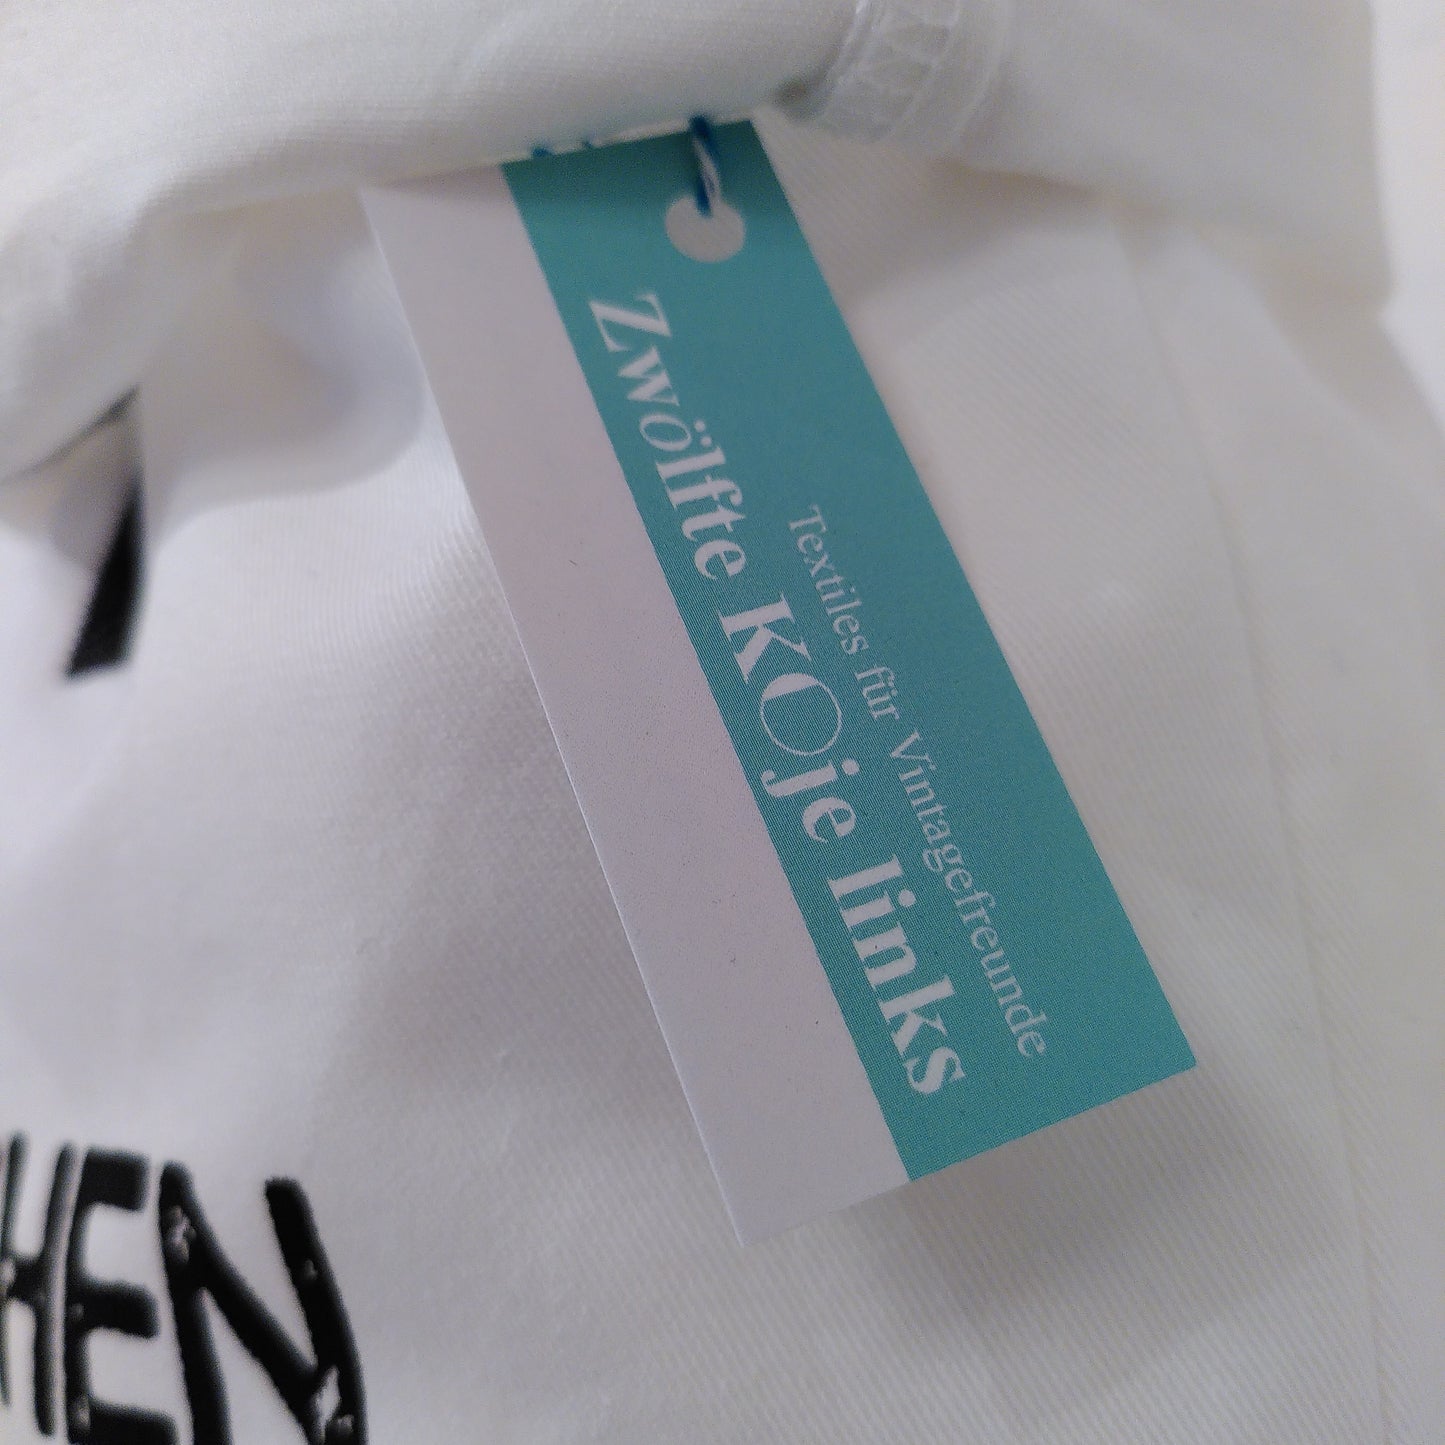 Zwölfte KOje links
Textiles für Vintagefreunde
HEN